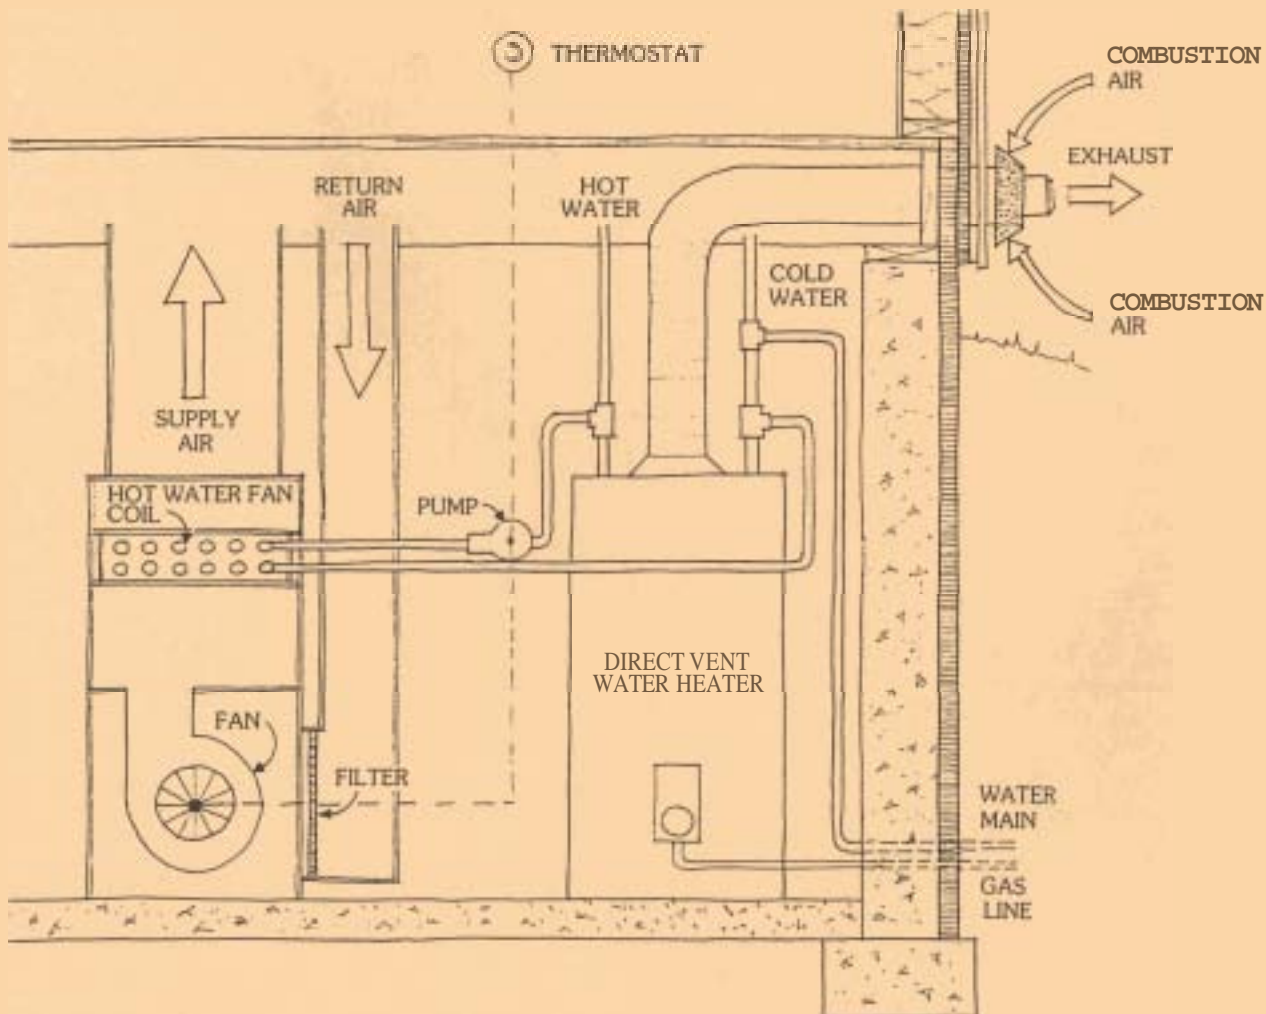 THERMOSTAT
COMBUSTION
AIR
EXHAUST
RETURN
AIR
HOT
WATER
COLD
WATER
COMBUSTION
AIR
SUPPLY
AIR
HOT WATER FAN
COIL
PUMP
DIRECT VENT
WATER HEATER
FAN
FILTER
WATER
MAIN
GAS
LINE